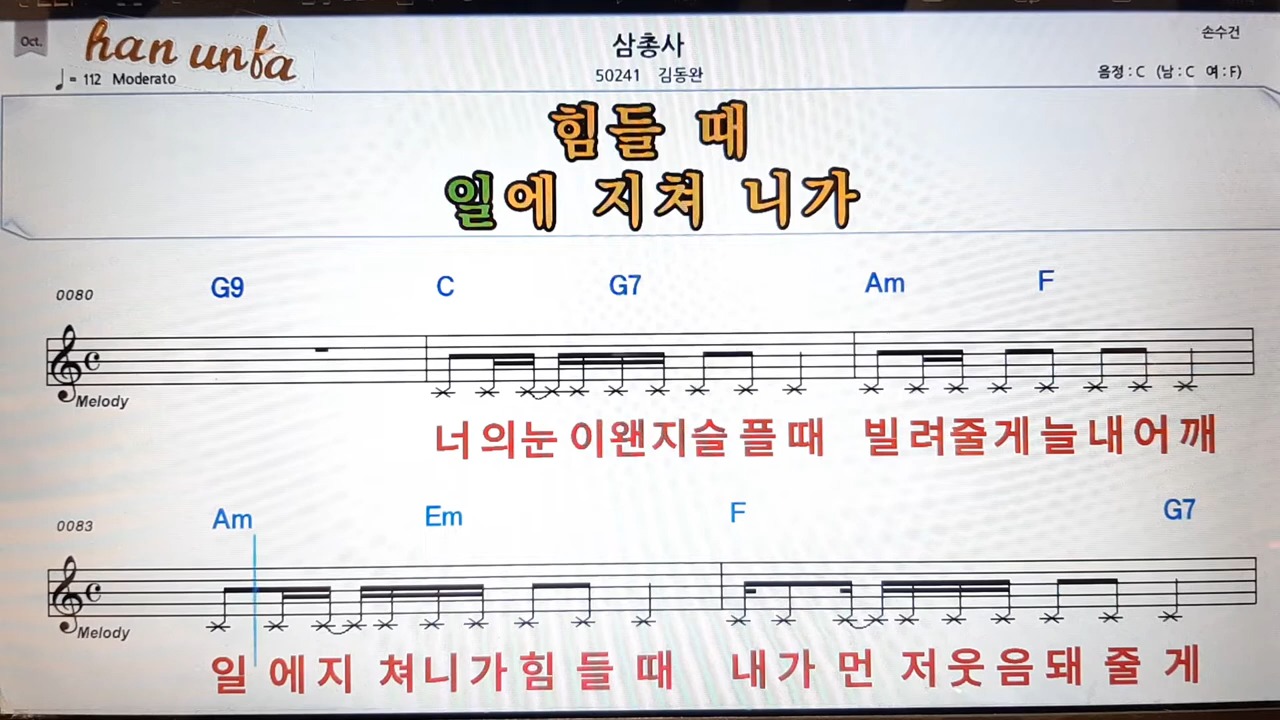 Oct.
han unfa
삼총사
손수건
= 112 Moderato
50241 김동완
음정 : C (남 : C 여 : F)
힘들 때
일에 지쳐 니가
0080 G9 C G7 Am F
Melody
너 의눈 이왠지슬 플 때 빌 려줄게 늘 내 어 깨
0083 Am Em F G7
Melody
일 에지 쳐니가 힘 들 때 내가 먼 저웃음돼 줄 게